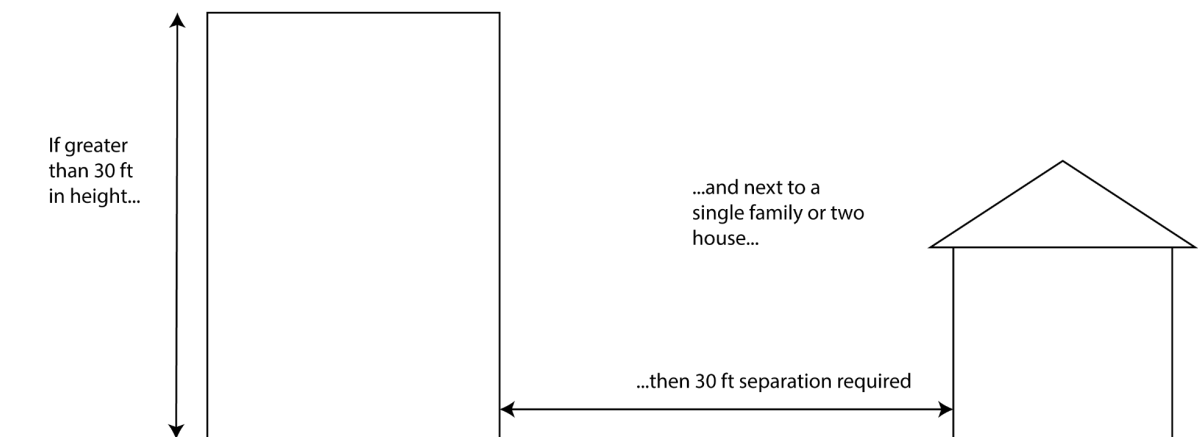 If greater
than 30 ft
in height...
...and next to a
single family or two
house...
...then 30 ft separation required